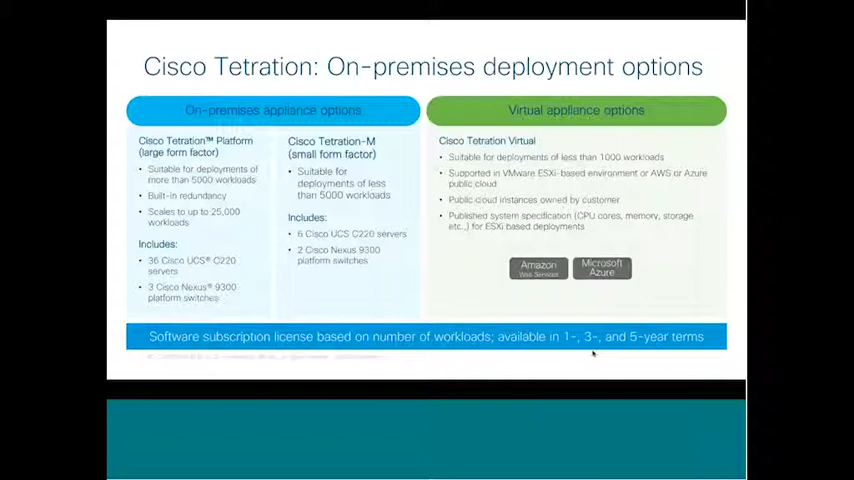 Cisco Tetration: On-premises deployment options
On-premises appliance options
Cisco Tetration™ Platform
(large form factor)
• Suitable for deployments of
more than 5000 workloads
• Built-in redundancy
• Scales to up to 25,000
workloads
Includes:
• 36 Cisco UCS® C220
servers
• 3 Cisco Nexus® 9300
platform switches
Cisco Tetration-M
(small form factor)
• Suitable for
deployments of less
than 5000 workloads
Includes:
• 6 Cisco UCS C220 servers
• 2 Cisco Nexus 9300
platform switches
Virtual appliance options
Cisco Tetration Virtual
• Suitable for deployments of less than 1000 workloads
• Supported in VMware ESXi-based environment or AWS or Azure
public cloud
• Public cloud instances owned by customer
• Published system specification (CPU cores, memory, storage
etc.,) for ESXi based deployments
Amazon
Web Services
Microsoft
Azure
Software subscription license based on number of workloads; available in 1-, 3-, and 5-year terms